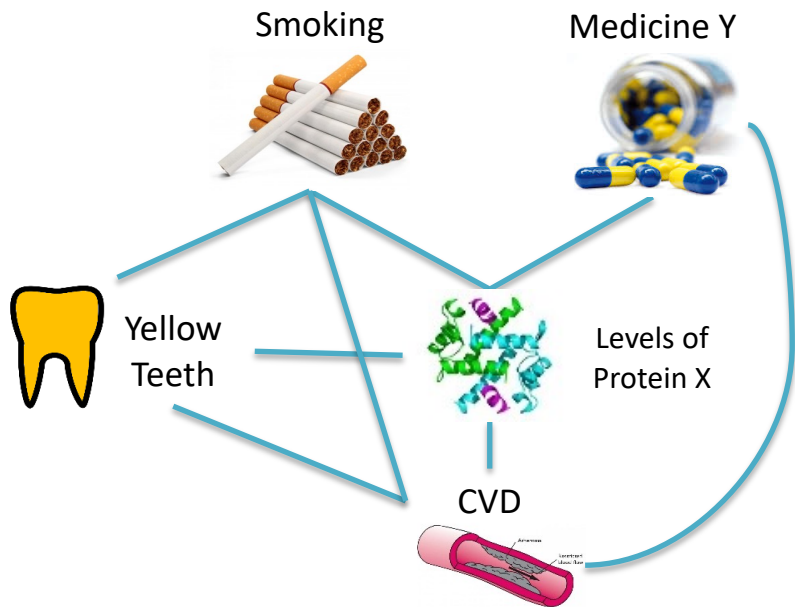 Smoking
Medicine Y
Yellow
Teeth
Levels of
Protein X
CVD